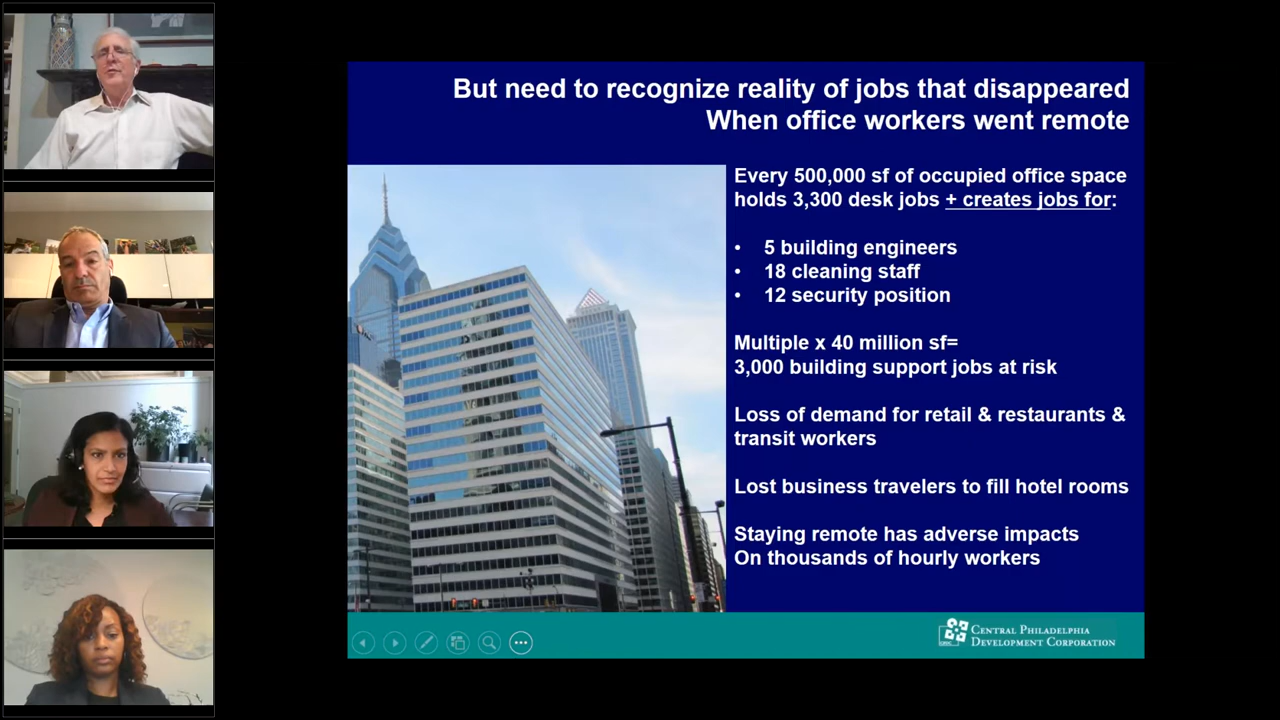 But need to recognize reality of jobs that disappeared
When office workers went remote
Every 500,000 sf of occupied office space
holds 3,300 desk jobs + creates jobs for:
• 5 building engineers
• 18 cleaning staff
• 12 security position
Multiple x 40 million sf=
3,000 building support jobs at risk
Loss of demand for retail & restaurants &
transit workers
Lost business travelers to fill hotel rooms
Staying remote has adverse impacts
On thousands of hourly workers
CENTRAL PHILADELPHIA
DEVELOPMENT CORPORATION